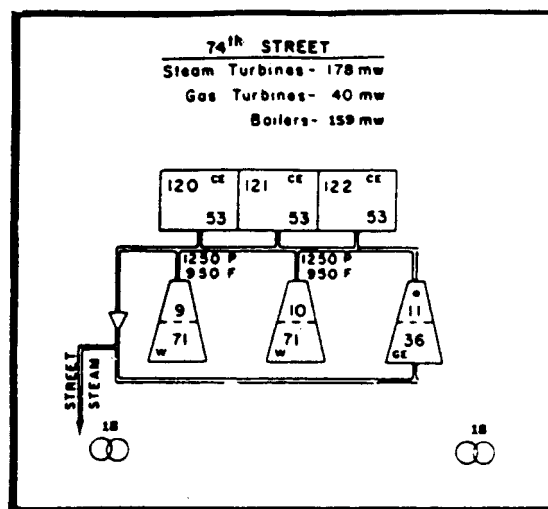 74th STREET
Steam Turbines - 178 mw
Gas Turbines - 40 mw
Boilers - 159 mw
120 CE 121 CE 122 CE
53 53 53
1250 P 1250 P
950 F 950 F
9 10 11
71 71 36
W W GE
STREET
STEAM
18 18